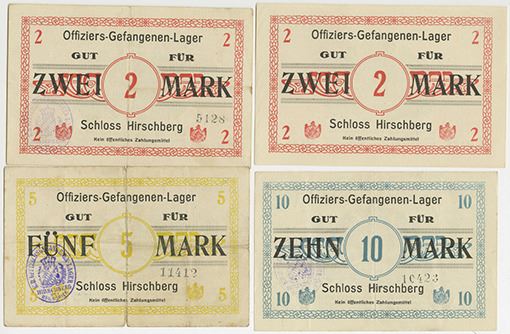 2 Offiziers-Gefangenen-Lager 2
GUT FÜR
ZWEI 2 MARK
5128
2 Schloss Hirschberg 2
Kein öffentliches Zahlungsmittel
2 Offiziers-Gefangenen-Lager 2
GUT FÜR
ZWEI 2 MARK
2 Schloss Hirschberg 2
Kein öffentliches Zahlungsmittel
5 Offiziers-Gefangenen-Lager 5
GUT FÜR
FÜNF 5 MARK
11412
5 Schloss Hirschberg 5
Kein öffentliches Zahlungsmittel
10 Offiziers-Gefangenen-Lager 10
GUT FÜR
ZEHN 10 MARK
10423
10 Schloss Hirschberg 10
Kein öffentliches Zahlungsmittel